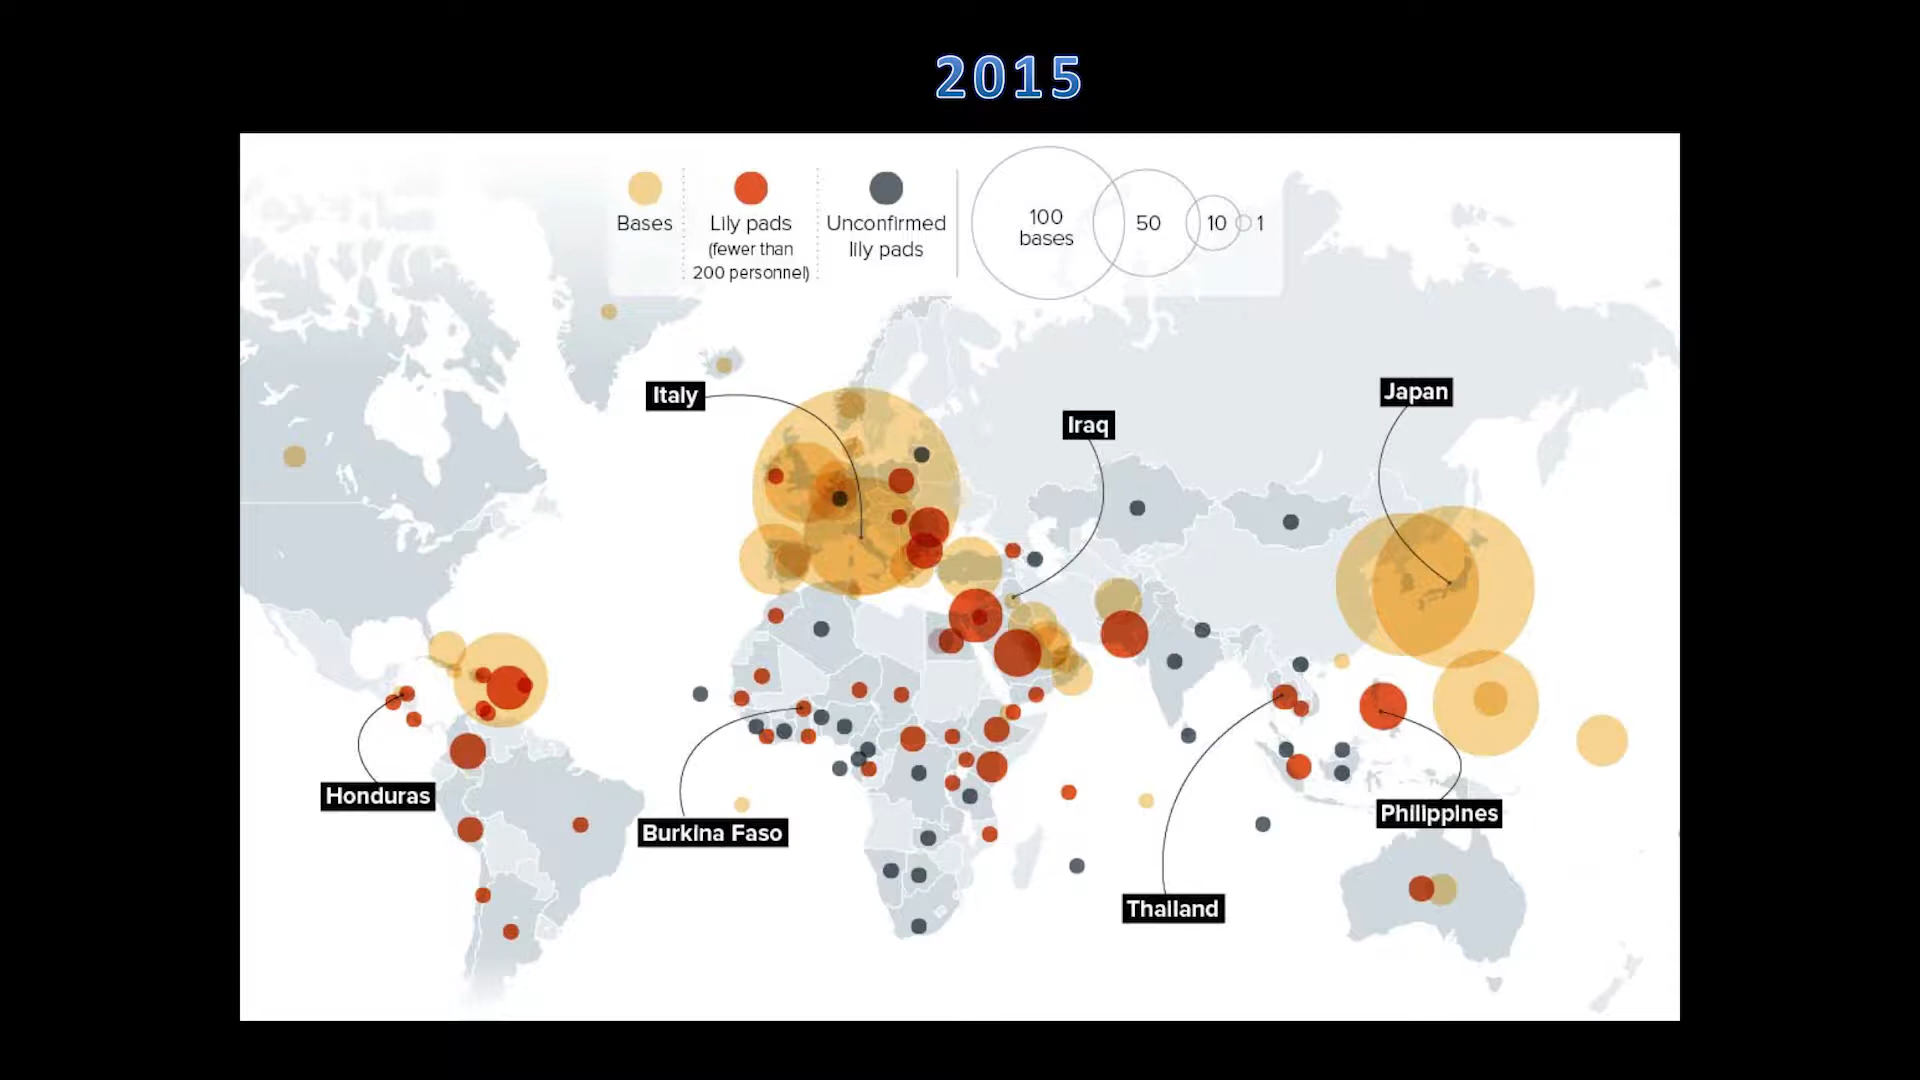 2015
Bases
Lily pads
(fewer than
200 personnel)
Unconfirmed
lily pads
100
bases
50
10
1
Italy
Japan
Iraq
Honduras
Burkina Faso
Philippines
Thailand